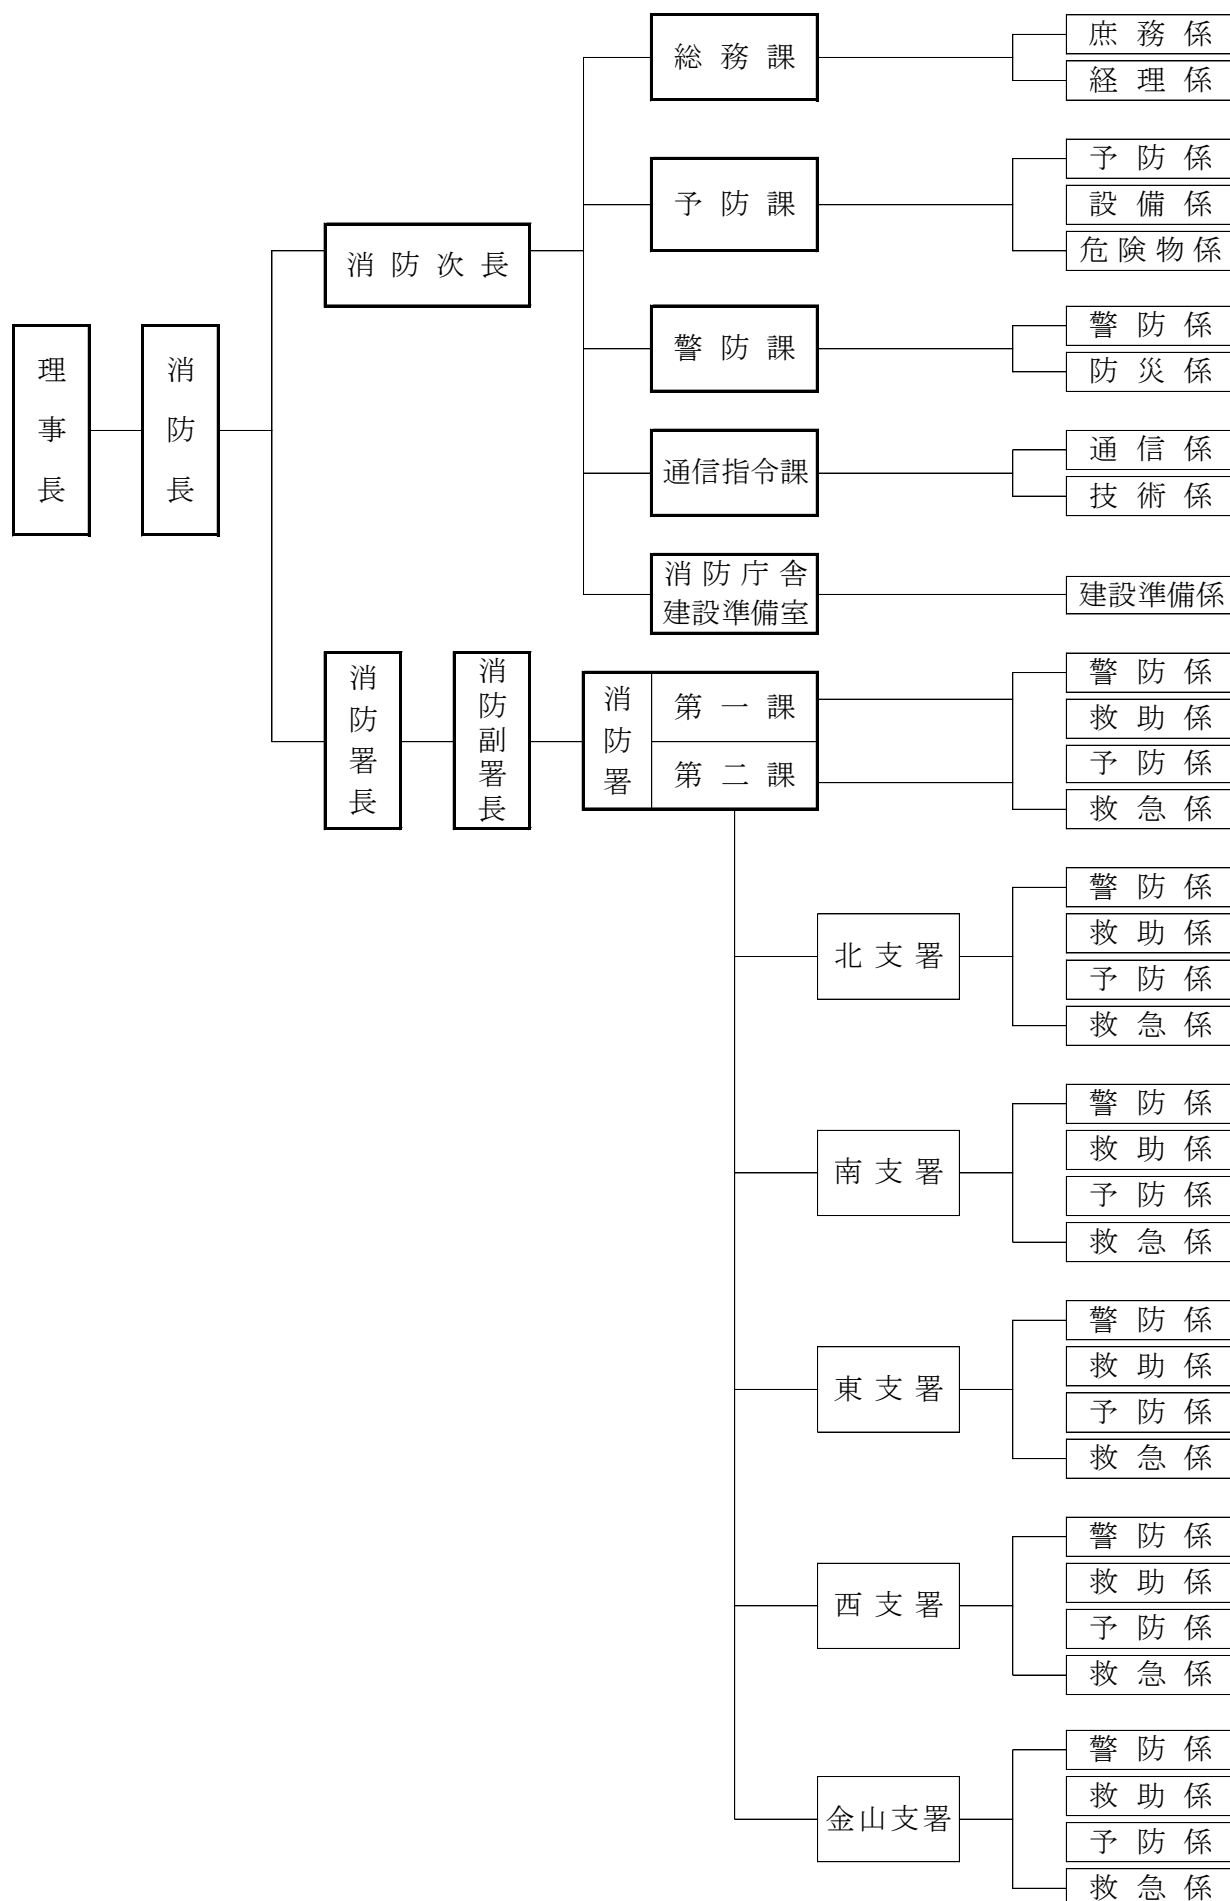 理事長
消防長
消防次長
総務課
庶務係
経理係
予防課
予防係
設備係
危険物係
警防課
警防係
防災係
通信指令課
通信係
技術係
消防庁舎
建設準備室
建設準備係
消防署長
消防副署長
消防署
第一課
第二課
警防係
救助係
予防係
救急係
北支署
警防係
救助係
予防係
救急係
南支署
警防係
救助係
予防係
救急係
東支署
警防係
救助係
予防係
救急係
西支署
警防係
救助係
予防係
救急係
金山支署
警防係
救助係
予防係
救急係